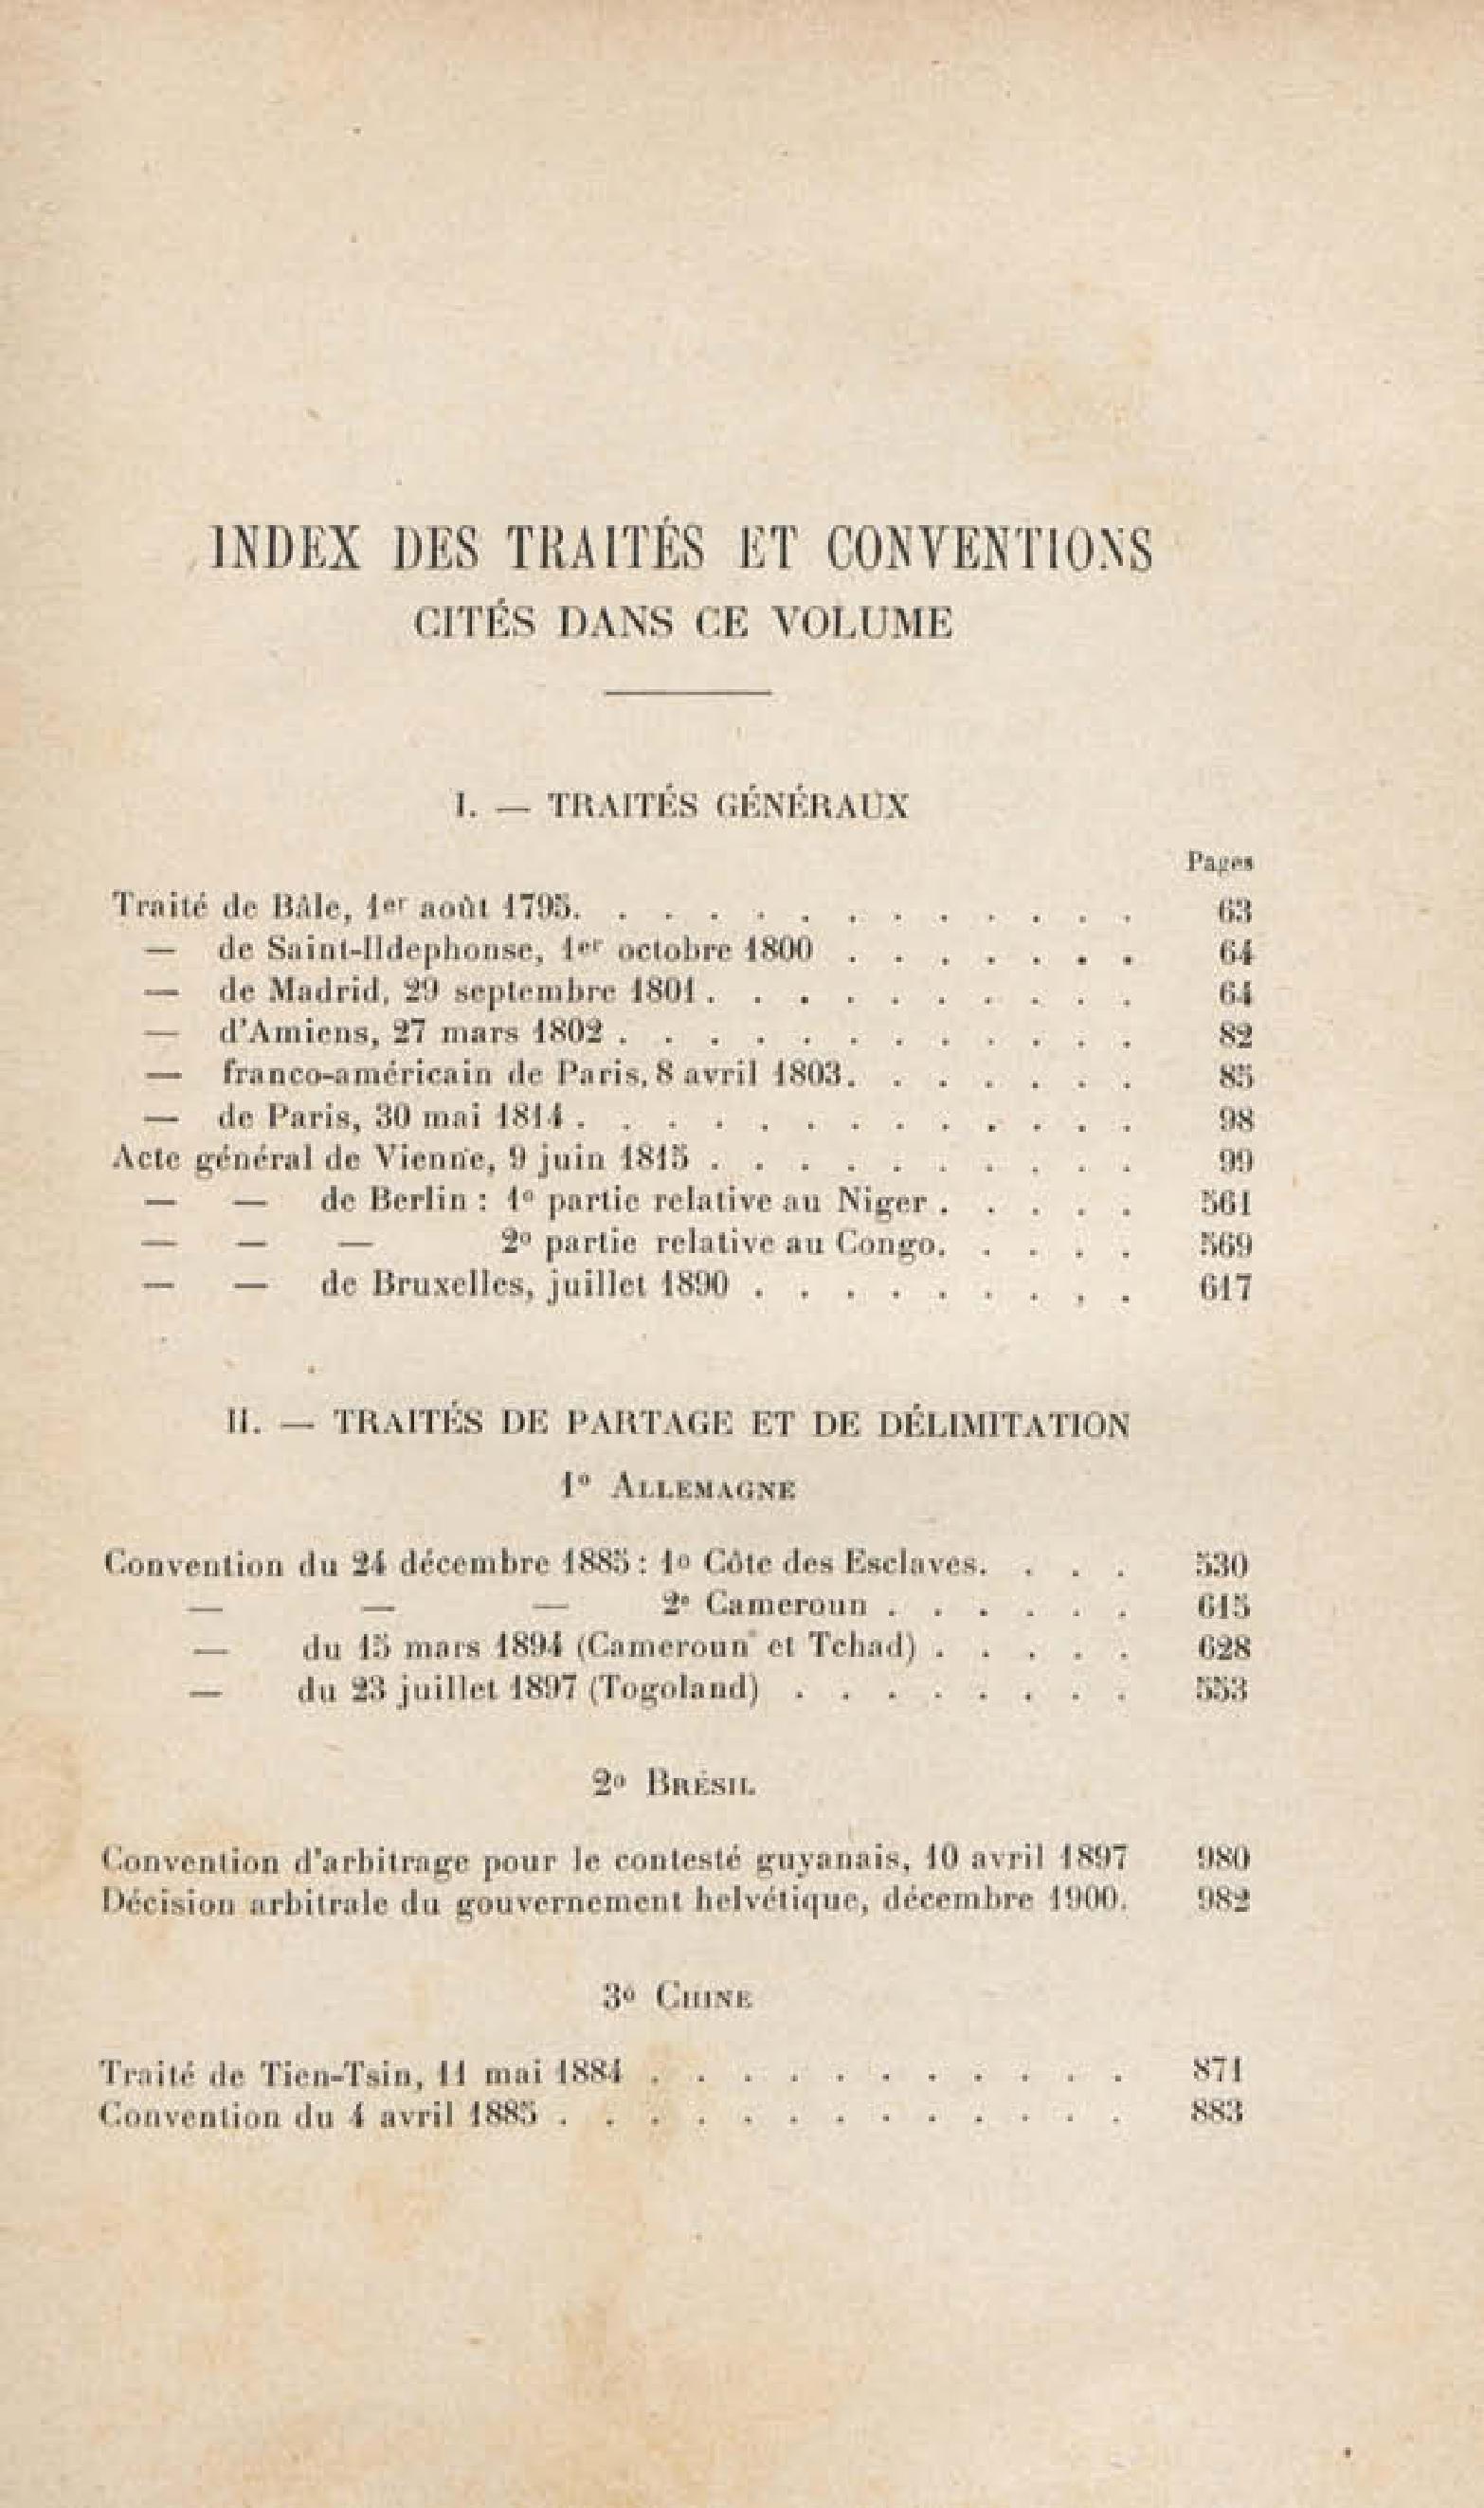 INDEX DES TRAITÉS ET CONVENTIONS
CITÉS DANS CE VOLUME
I. — TRAITÉS GÉNÉRAUX
Pages
Traité de Bâle, 1er août 1795. . . . . . . . . . . . . 63
— de Saint-Ildephonse, 1er octobre 1800 . . . . . . . 64
— de Madrid, 29 septembre 1801 . . . . . . . . . . 64
— d'Amiens, 27 mars 1802 . . . . . . . . . . . . 82
— franco-américain de Paris, 8 avril 1803. . . . . . . 85
— de Paris, 30 mai 1814 . . . . . . . . . . . . . 98
Acte général de Vienne, 9 juin 1815 . . . . . . . . . . 99
— — de Berlin : 1º partie relative au Niger . . . . . 561
— — — 2º partie relative au Congo. . . . . 569
— — de Bruxelles, juillet 1890 . . . . . . . . . 617
II. — TRAITÉS DE PARTAGE ET DE DÉLIMITATION
1º ALLEMAGNE
Convention du 24 décembre 1885 : 1º Côte des Esclaves. . . . 530
— — — 2º Cameroun . . . . . . 615
— du 15 mars 1894 (Cameroun et Tchad) . . . . . 628
— du 23 juillet 1897 (Togoland) . . . . . . . . 553
2º BRÉSIL
Convention d'arbitrage pour le contesté guyanais, 10 avril 1897 980
Décision arbitrale du gouvernement helvétique, décembre 1900. 982
3º CHINE
Traité de Tien-Tsin, 11 mai 1884 . . . . . . . . . . . 871
Convention du 4 avril 1885 . . . . . . . . . . . . . 883